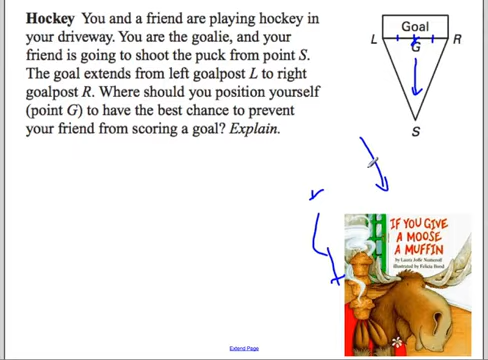 Hockey You and a friend are playing hockey in
your driveway. You are the goalie, and your
friend is going to shoot the puck from point S.
The goal extends from left goalpost L to right
goalpost R. Where should you position yourself
(point G) to have the best chance to prevent
your friend from scoring a goal? Explain.
Goal
L
R
G
S
IF YOU GIVE
A MOOSE
A MUFFIN
by Laura Joffe Numeroff
illustrated by Felicia Bond
Extend Page